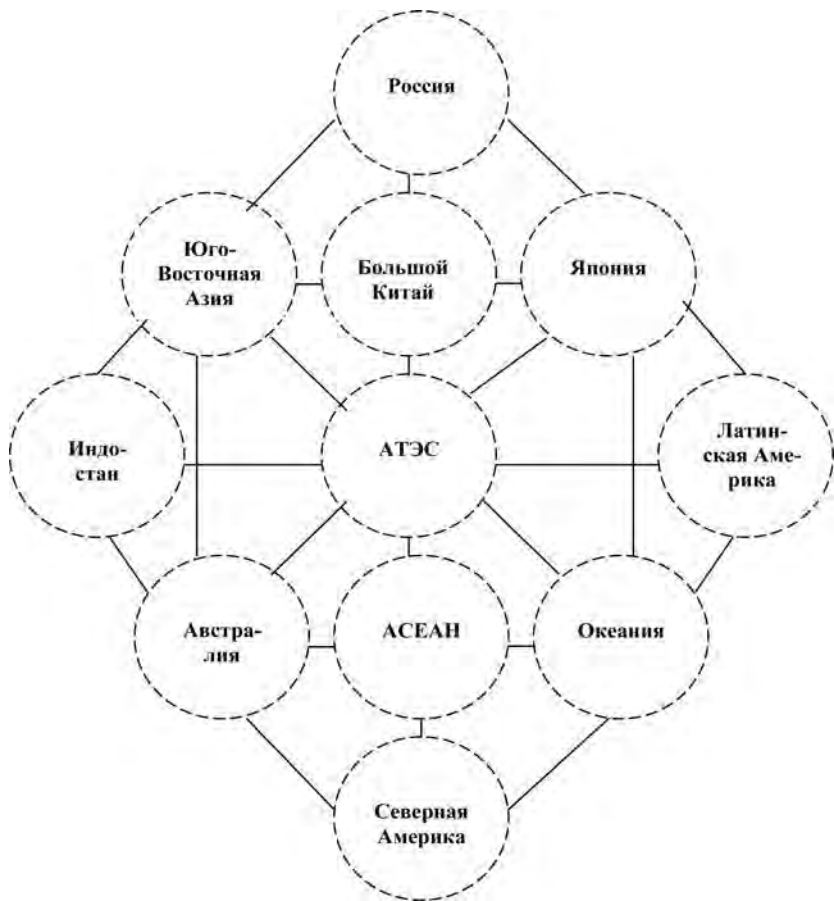 Россия
Юго-
Восточная
Азия
Большой
Китай
Япония
Индо-
стан
АТЭС
Латин-
ская Аме-
рика
Австра-
лия
АСЕАН
Океания
Северная
Америка